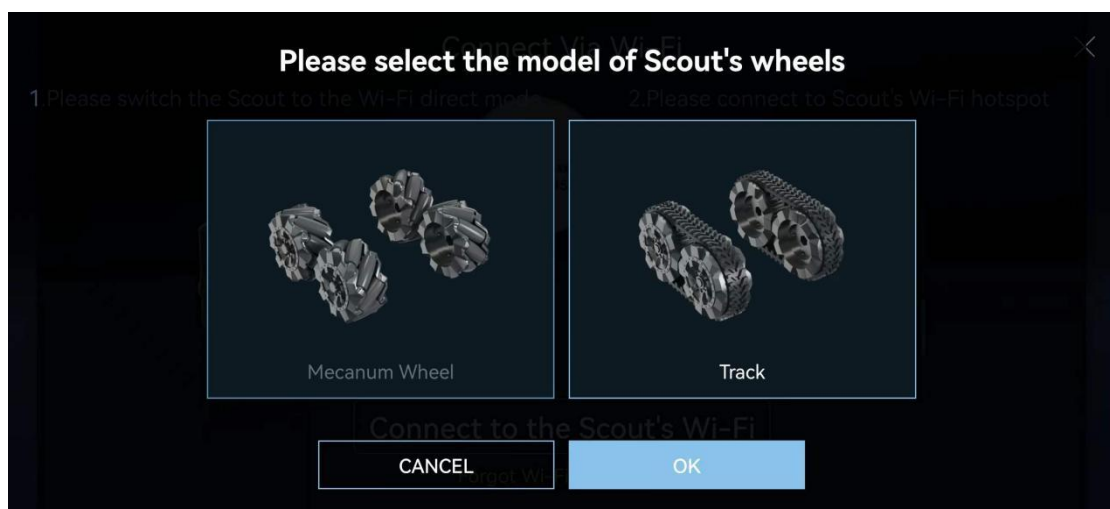 Connect Via Wi-Fi
Please select the model of Scout's wheels
1.Please switch the Scout to the Wi-Fi direct mode
2.Please connect to Scout's Wi-Fi hotspot
Mecanum Wheel
Track
Connect to the Scout's Wi-Fi
CANCEL
OK
Forgot Wi-F